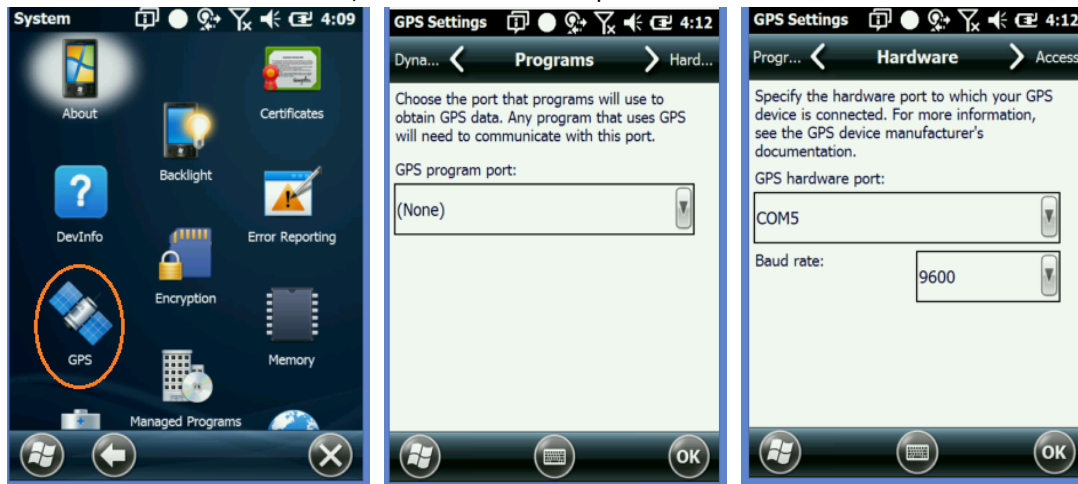 System 4:09
About
Certificates
Backlight
DevInfo
Error Reporting
Encryption
GPS
Memory
Managed Programs
GPS Settings 4:12
Dyna... Programs Hard...
Choose the port that programs will use to
obtain GPS data. Any program that uses GPS
will need to communicate with this port.
GPS program port:
(None)
OK
GPS Settings 4:12
Progr... Hardware Access
Specify the hardware port to which your GPS
device is connected. For more information,
see the GPS device manufacturer's
documentation.
GPS hardware port:
COM5
Baud rate:
9600
OK